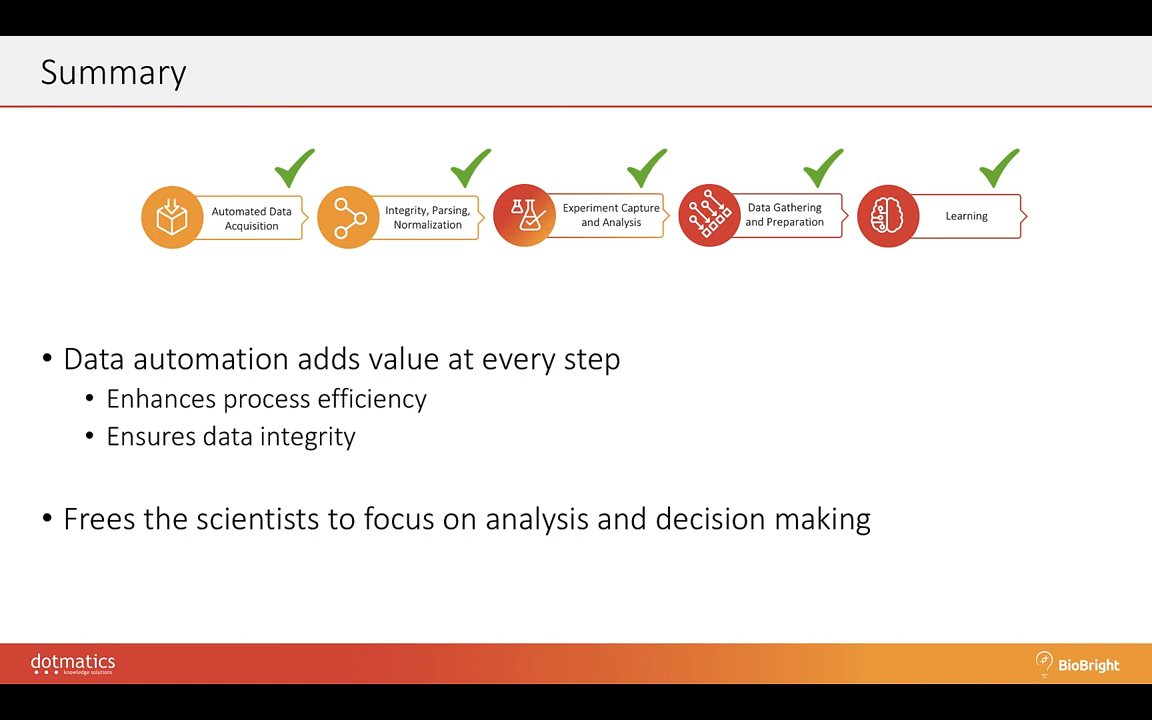 Summary
Automated Data
Acquisition
Integrity, Parsing,
Normalization
Experiment Capture
and Analysis
Data Gathering
and Preparation
Learning
• Data automation adds value at every step
• Enhances process efficiency
• Ensures data integrity
• Frees the scientists to focus on analysis and decision making
dotmatics
knowledge solutions
BioBright